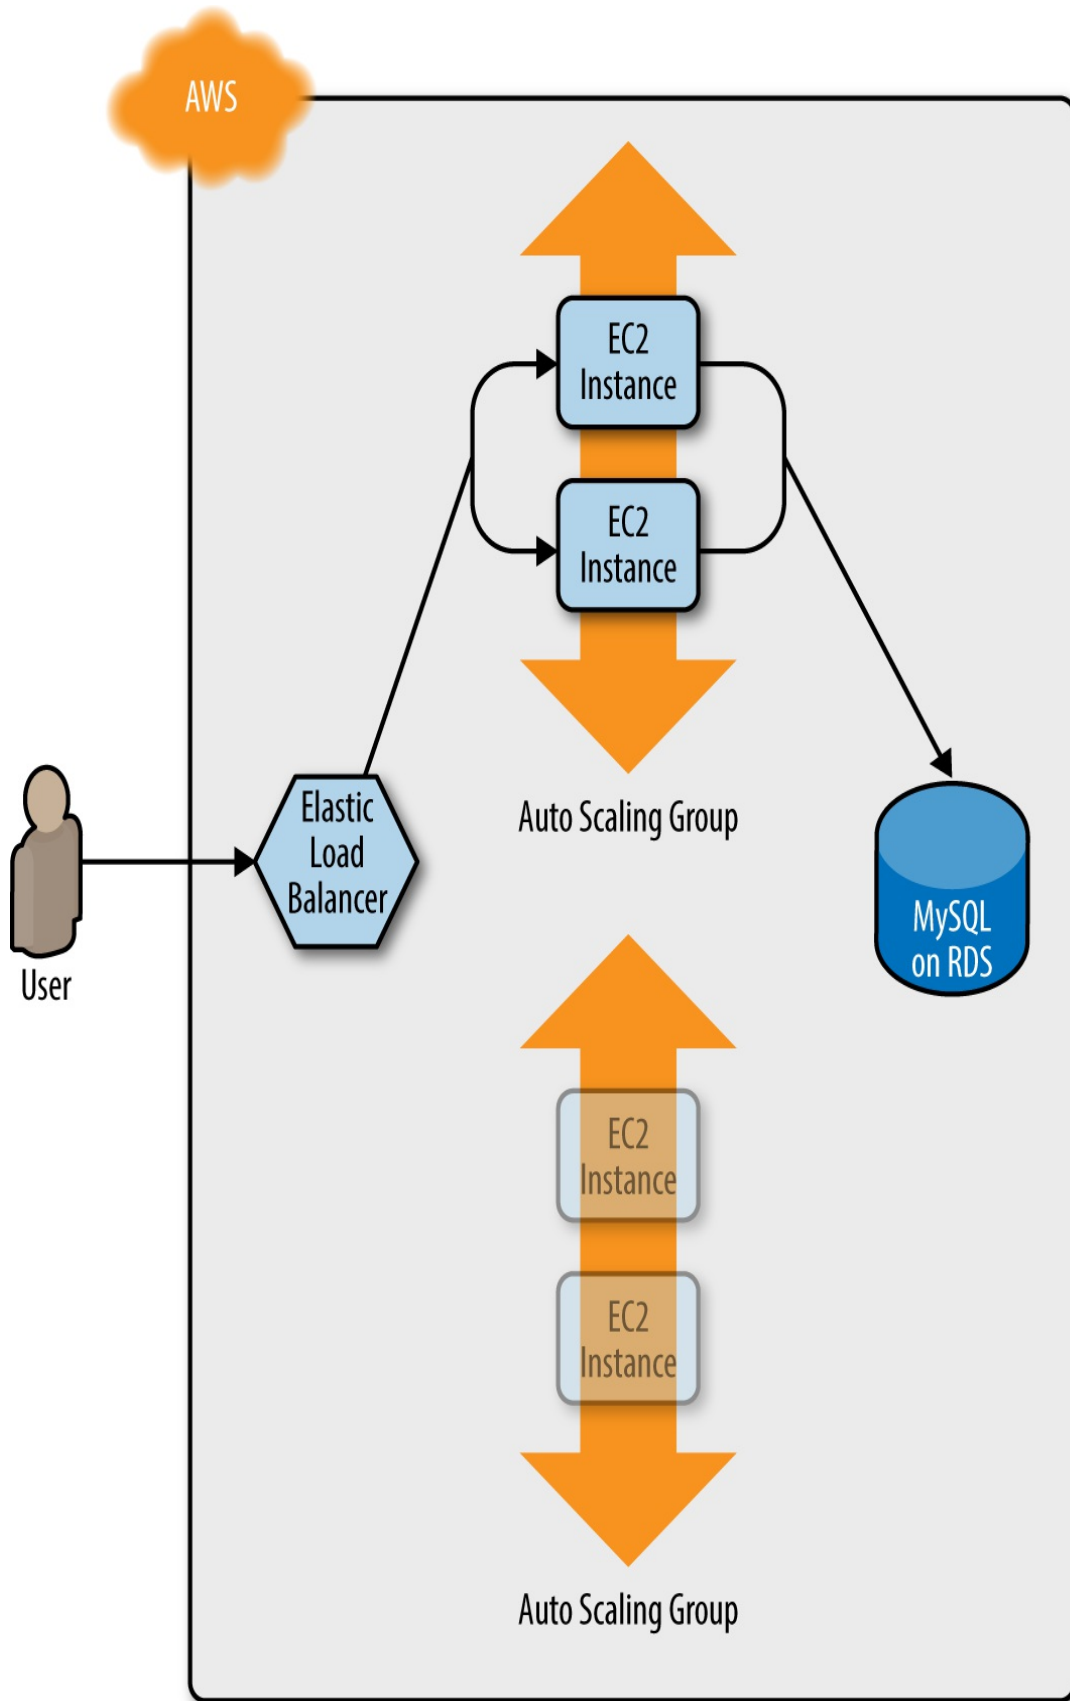 AWS
EC2
Instance
EC2
Instance
Auto Scaling Group
Elastic
Load
Balancer
User
MySQL
on RDS
EC2
Instance
EC2
Instance
Auto Scaling Group